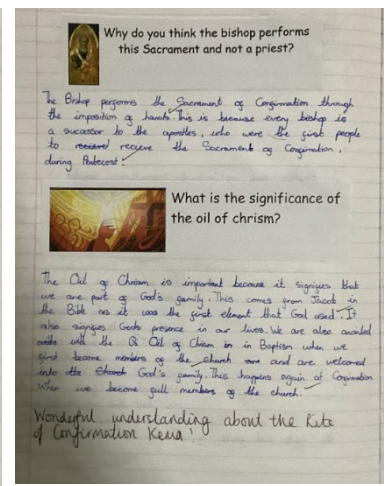 Why do you think the bishop performs
this Sacrament and not a priest?
The Bishop performs the Sacrament of Confirmation through
the imposition of hands. This is because every bishop is
a successor to the apostles, who were the first people
to recieved recieve the Sacrament of Confirmation,
during Pentecost.
What is the significance of
the oil of chrism?
The Oil of Chrism is important because it signifies that
we are part of God's family. This comes from Jacob in
the Bible as it was the first element that God used. It
also signifies Gods presence in our lives. We are also anointed
with the Oil of Chism in Baptism when we
first become members of the church and are welcomed
into the Church God's family. This happens again at Confirmation
when we become full members of the church.
Wonderful understanding about the Rite
of Confirmation